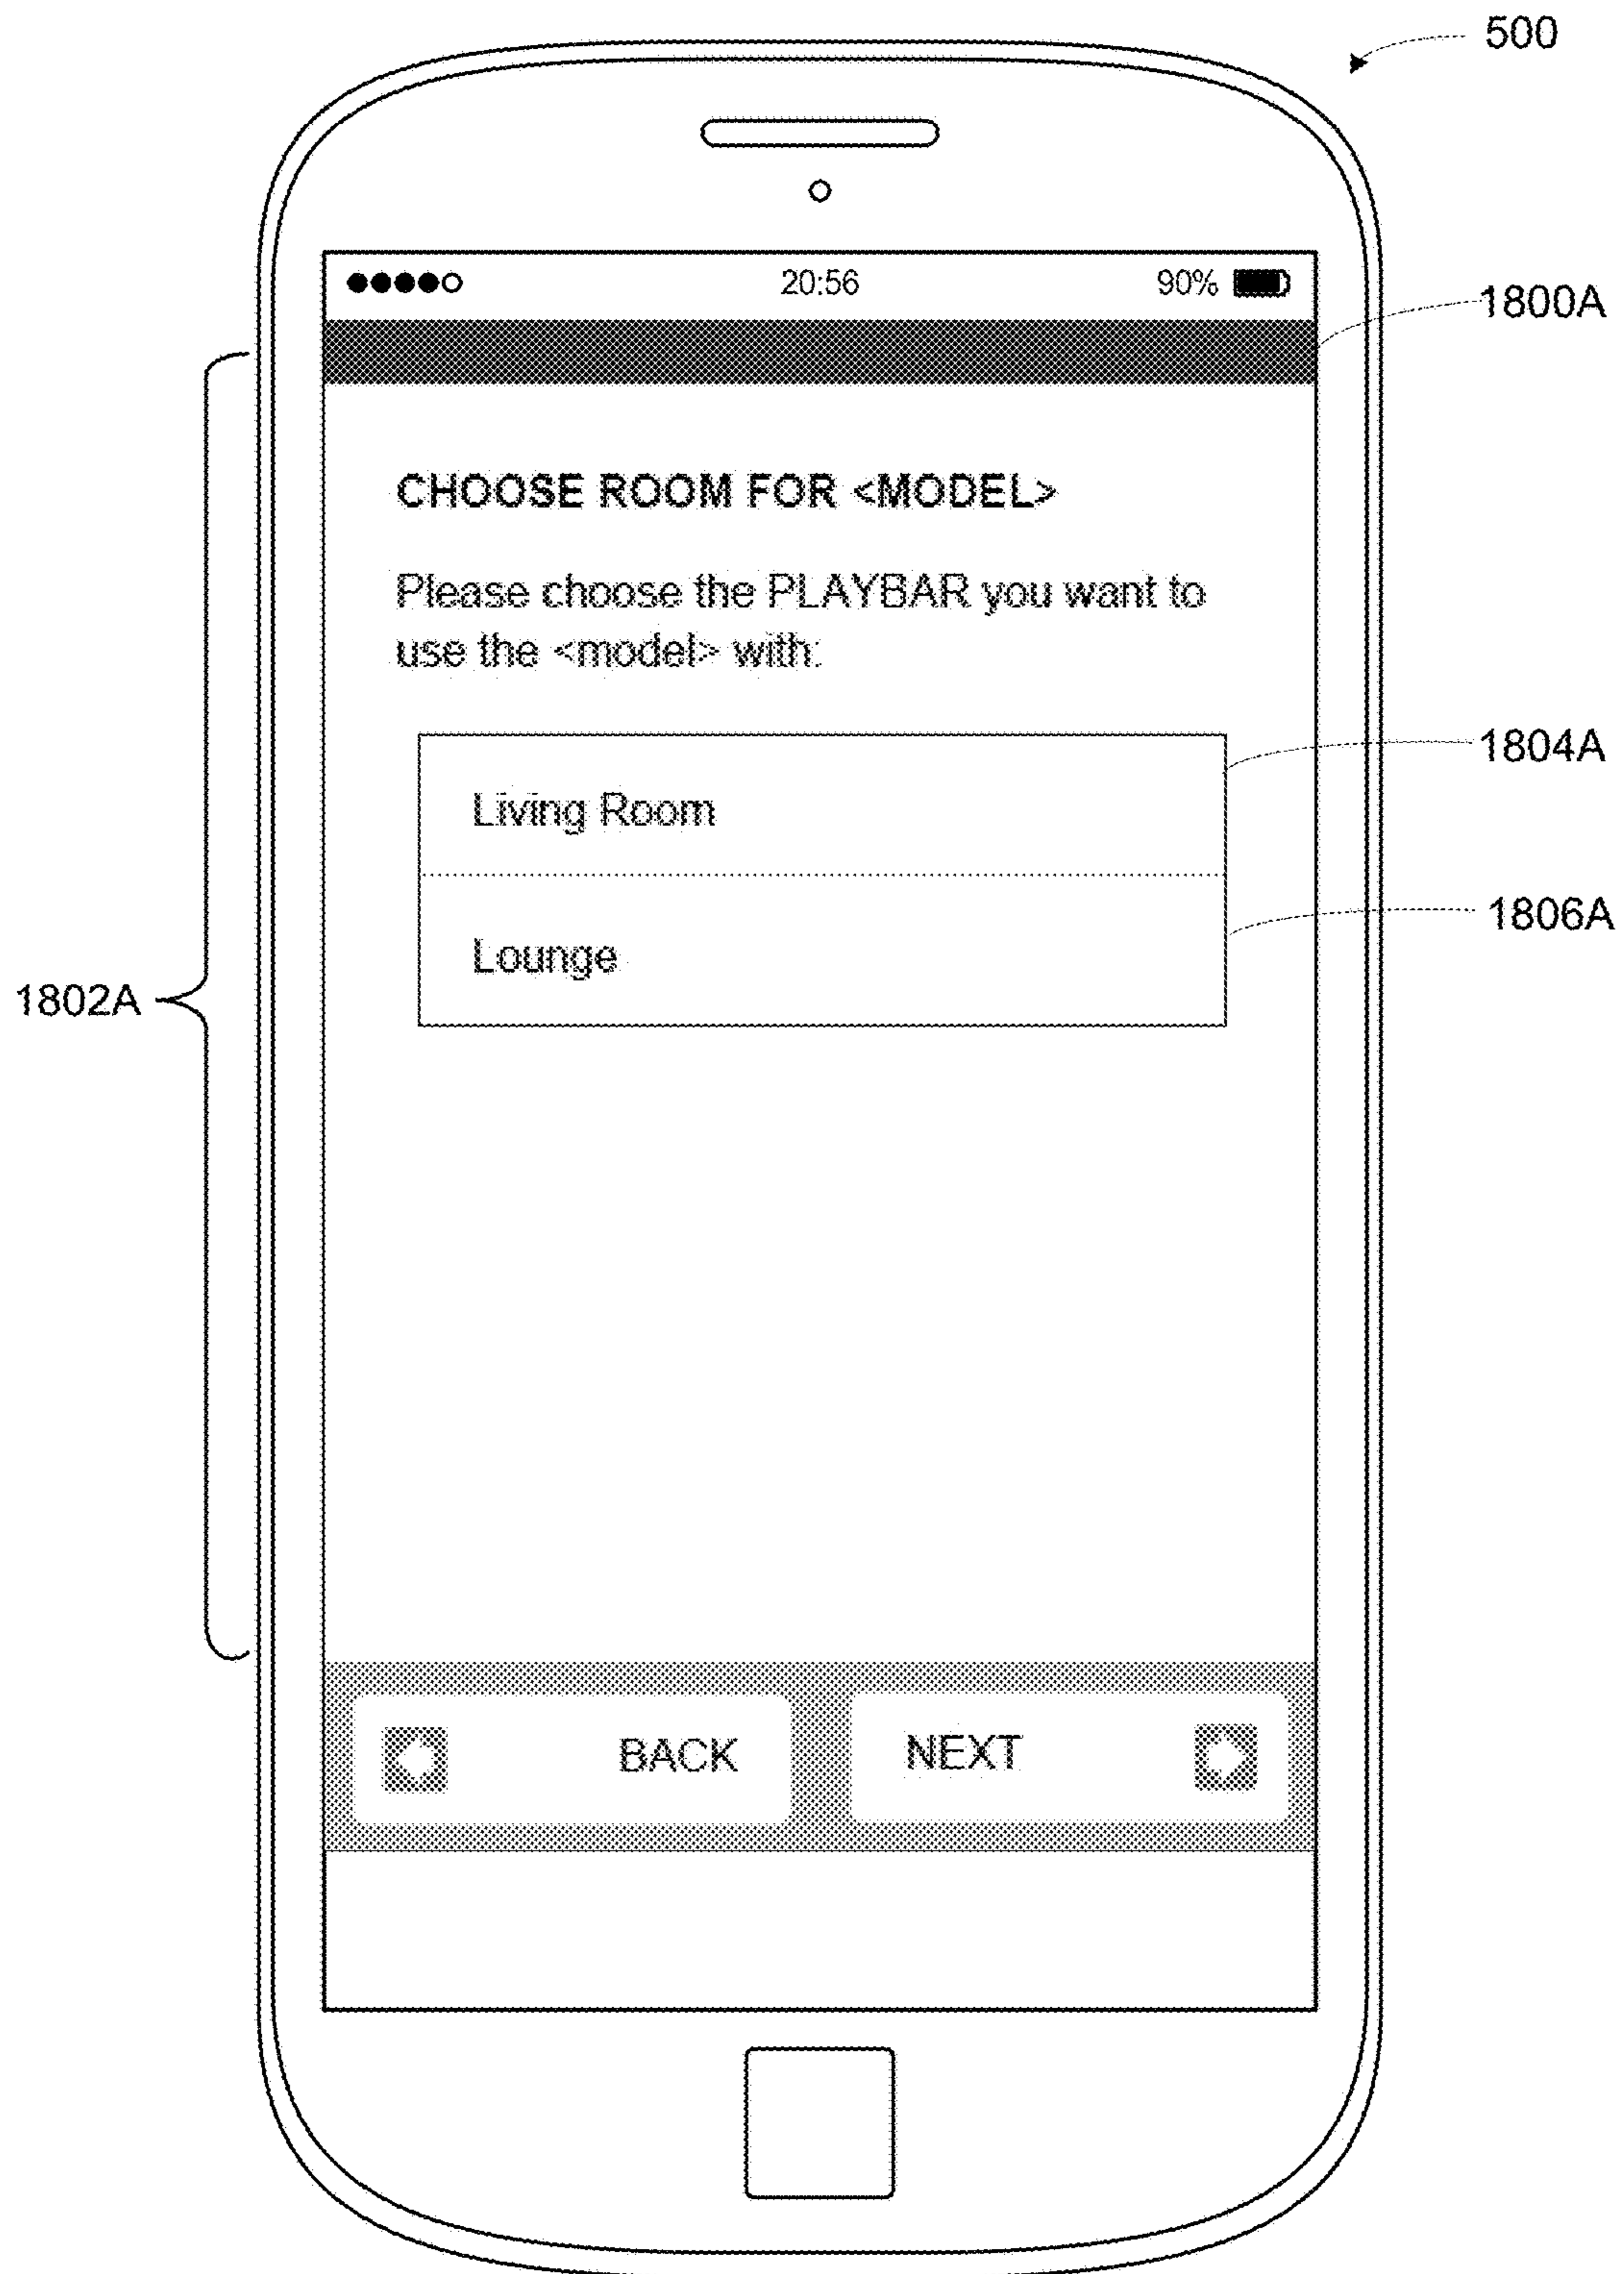 500
20:56 90%
1800A
CHOOSE ROOM FOR <MODEL>
Please choose the PLAYBAR you want to
use the <model> with:
1804A
Living Room
1806A
Lounge
1802A
BACK NEXT